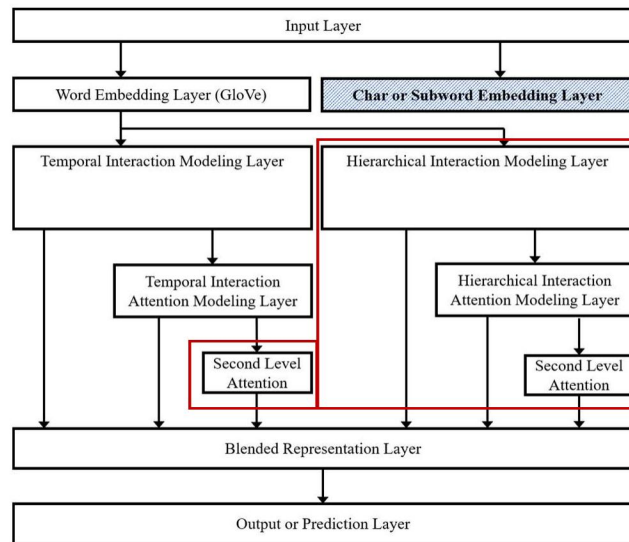 Input Layer
Word Embedding Layer (GloVe)
Char or Subword Embedding Layer
Temporal Interaction Modeling Layer
Hierarchical Interaction Modeling Layer
Temporal Interaction
Attention Modeling Layer
Hierarchical Interaction
Attention Modeling Layer
Second Level
Attention
Second Level
Attention
Blended Representation Layer
Output or Prediction Layer